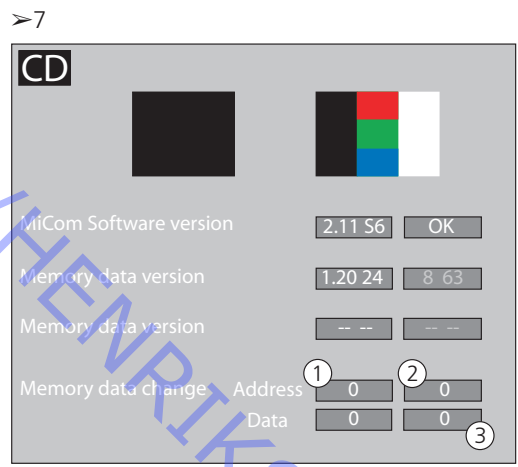 ➢7
CD
MiCom Software version 2.11 S6 OK
Memory data version 1.20 24 8 63
Memory data version -- -- -- --
Memory data change Address 1 0 2 0
Data 0 0 3
HENRIK